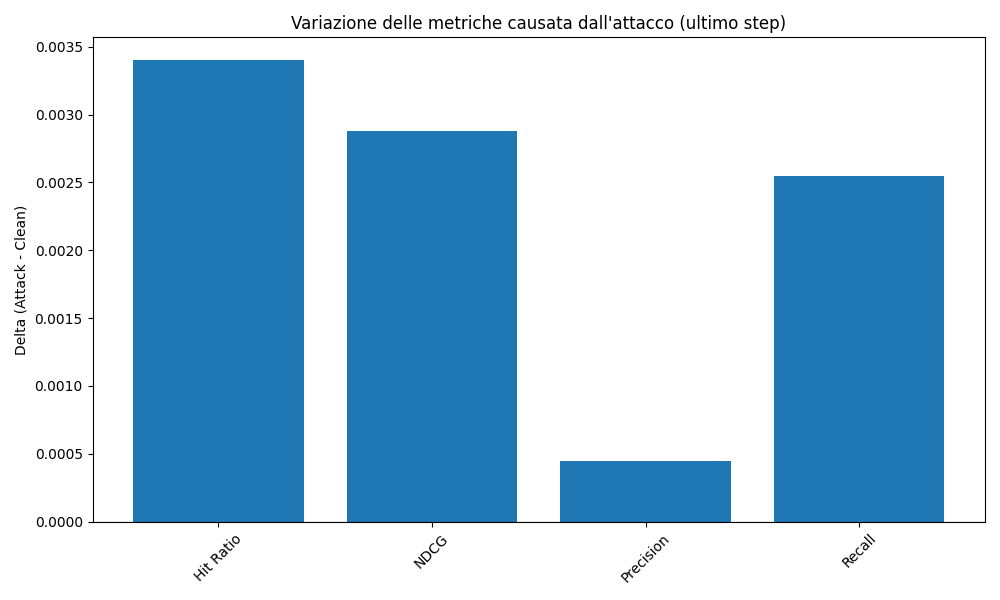 Variazione delle metriche causata dall'attacco (ultimo step)
Delta (Attack - Clean)
0.0035
0.0030
0.0025
0.0020
0.0015
0.0010
0.0005
0.0000
Hit Ratio
NDCG
Precision
Recall